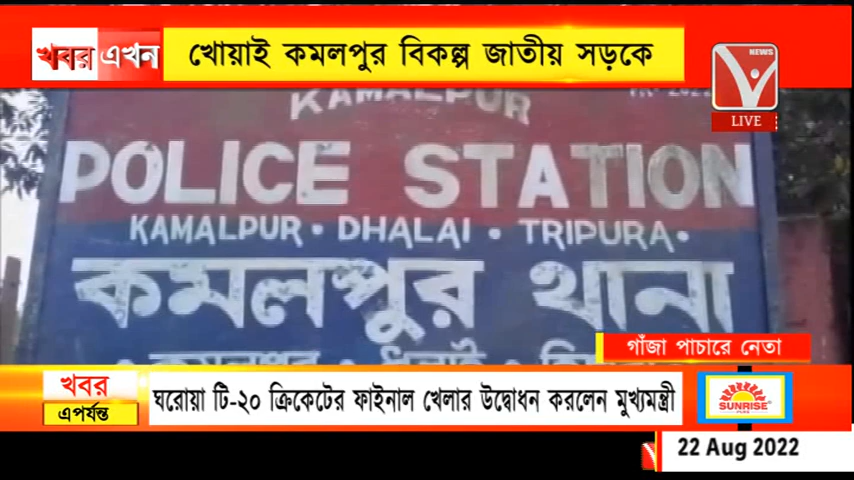 খবর এখন
খোয়াই কমলপুর বিকল্প জাতীয় সড়কে
NEWS
V
LIVE
KAMALPUR
POLICE STATION
KAMALPUR • DHALAI • TRIPURA •
কমলপুর থানা
গাঁজা পাচারে নেতা
খবর
এপর্যন্ত
ঘরোয়া টি-২০ ক্রিকেটের ফাইনাল খেলার উদ্বোধন করলেন মুখ্যমন্ত্রী
SUNRISE
22 Aug 2022